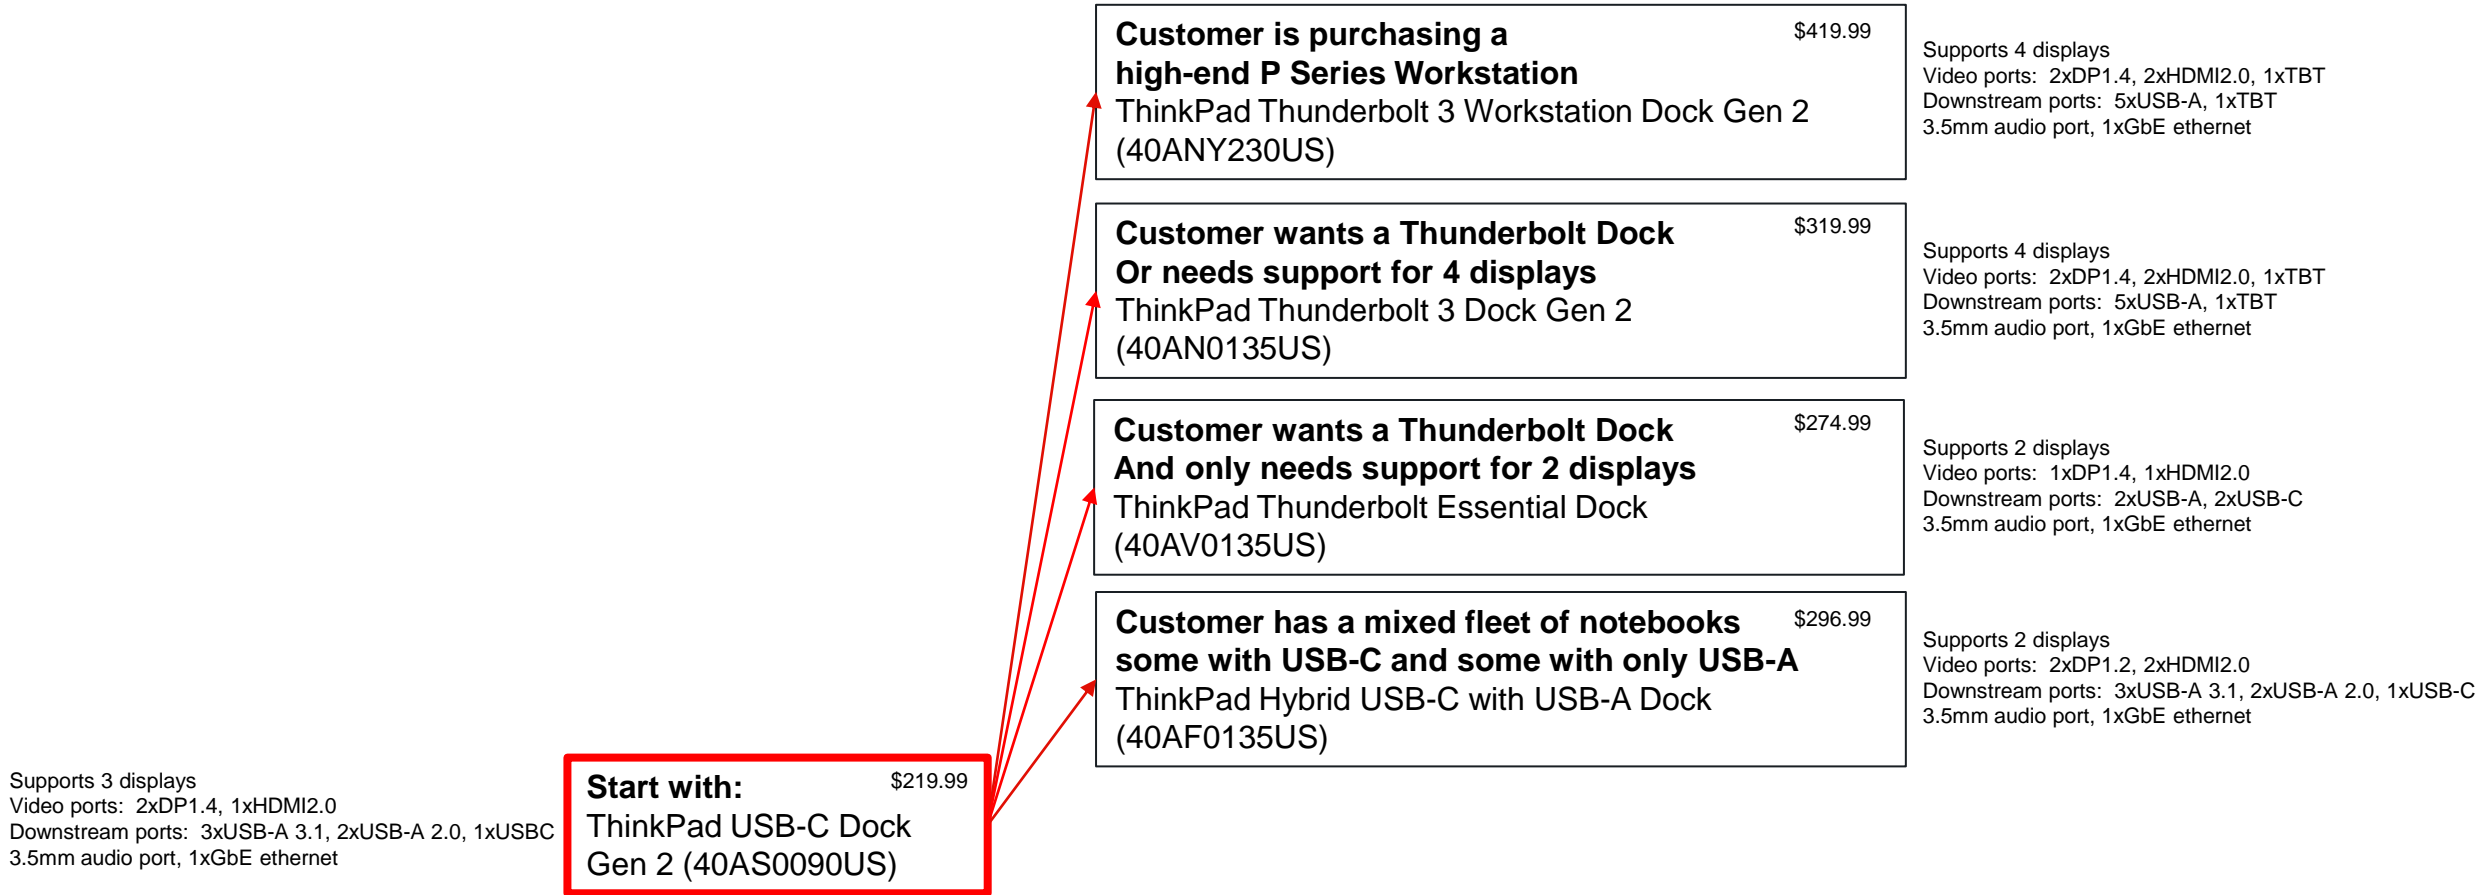 Customer is purchasing a
high-end P Series Workstation
ThinkPad Thunderbolt 3 Workstation Dock Gen 2
(40ANY230US)
$419.99
Supports 4 displays
Video ports: 2xDP1.4, 2xHDMI2.0, 1xTBT
Downstream ports: 5xUSB-A, 1xTBT
3.5mm audio port, 1xGbE ethernet
Customer wants a Thunderbolt Dock
Or needs support for 4 displays
ThinkPad Thunderbolt 3 Dock Gen 2
(40AN0135US)
$319.99
Supports 4 displays
Video ports: 2xDP1.4, 2xHDMI2.0, 1xTBT
Downstream ports: 5xUSB-A, 1xTBT
3.5mm audio port, 1xGbE ethernet
Customer wants a Thunderbolt Dock
And only needs support for 2 displays
ThinkPad Thunderbolt Essential Dock
(40AV0135US)
$274.99
Supports 2 displays
Video ports: 1xDP1.4, 1xHDMI2.0
Downstream ports: 2xUSB-A, 2xUSB-C
3.5mm audio port, 1xGbE ethernet
Customer has a mixed fleet of notebooks
some with USB-C and some with only USB-A
ThinkPad Hybrid USB-C with USB-A Dock
(40AF0135US)
$296.99
Supports 2 displays
Video ports: 2xDP1.2, 2xHDMI2.0
Downstream ports: 3xUSB-A 3.1, 2xUSB-A 2.0, 1xUSB-C
3.5mm audio port, 1xGbE ethernet
Supports 3 displays
Video ports: 2xDP1.4, 1xHDMI2.0
Downstream ports: 3xUSB-A 3.1, 2xUSB-A 2.0, 1xUSBC
3.5mm audio port, 1xGbE ethernet
Start with:
$219.99
ThinkPad USB-C Dock
Gen 2 (40AS0090US)